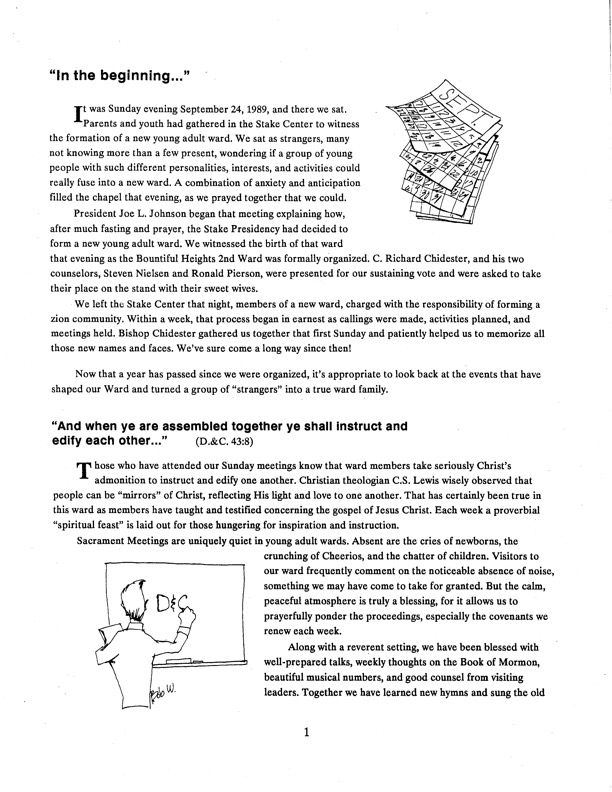 “In the beginning...”
It was Sunday evening September 24, 1989, and there we sat.
Parents and youth had gathered in the Stake Center to witness
the formation of a new young adult ward. We sat as strangers, many
not knowing more than a few present, wondering if a group of young
people with such different personalities, interests, and activities could
really fuse into a new ward. A combination of anxiety and anticipation
filled the chapel that evening, as we prayed together that we could.
SEPT.
President Joe L. Johnson began that meeting explaining how,
after much fasting and prayer, the Stake Presidency had decided to
form a new young adult ward. We witnessed the birth of that ward
that evening as the Bountiful Heights 2nd Ward was formally organized. C. Richard Chidester, and his two
counselors, Steven Nielsen and Ronald Pierson, were presented for our sustaining vote and were asked to take
their place on the stand with their sweet wives.
We left the Stake Center that night, members of a new ward, charged with the responsibility of forming a
zion community. Within a week, that process began in earnest as callings were made, activities planned, and
meetings held. Bishop Chidester gathered us together that first Sunday and patiently helped us to memorize all
those new names and faces. We've sure come a long way since then!
Now that a year has passed since we were organized, it's appropriate to look back at the events that have
shaped our Ward and turned a group of “strangers” into a true ward family.
“And when ye are assembled together ye shall instruct and
edify each other...” (D.&C. 43:8)
Those who have attended our Sunday meetings know that ward members take seriously Christ's
admonition to instruct and edify one another. Christian theologian C.S. Lewis wisely observed that
people can be “mirrors” of Christ, reflecting His light and love to one another. That has certainly been true in
this ward as members have taught and testified concerning the gospel of Jesus Christ. Each week a proverbial
“spiritual feast” is laid out for those hungering for inspiration and instruction.
Sacrament Meetings are uniquely quiet in young adult wards. Absent are the cries of newborns, the
crunching of Cheerios, and the chatter of children. Visitors to
our ward frequently comment on the noticeable absence of noise,
something we may have come to take for granted. But the calm,
peaceful atmosphere is truly a blessing, for it allows us to
prayerfully ponder the proceedings, especially the covenants we
renew each week.
Along with a reverent setting, we have been blessed with
well-prepared talks, weekly thoughts on the Book of Mormon,
beautiful musical numbers, and good counsel from visiting
leaders. Together we have learned new hymns and sung the old
D&C
Bob W.
1